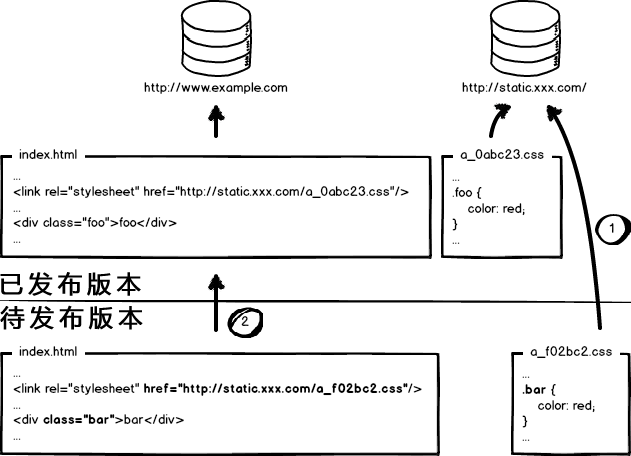 http://www.example.com
http://static.xxx.com/
index.html
...
<link rel="stylesheet" href="http://static.xxx.com/a_0abc23.css"/>
...
<div class="foo">foo</div>
...
a_0abc23.css
...
.foo {
color: red;
}
...
1
已发布版本
待发布版本
2
index.html
...
<link rel="stylesheet" href="http://static.xxx.com/a_f02bc2.css"/>
...
<div class="bar">bar</div>
...
a_f02bc2.css
...
.bar {
color: red;
}
...